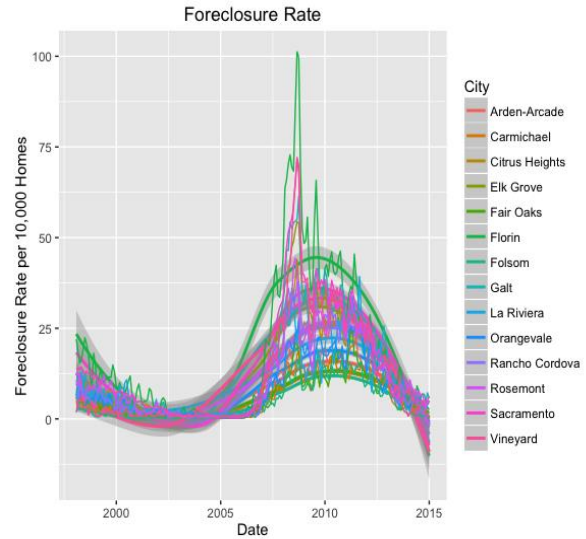 Foreclosure Rate
100
75
50
25
0
Foreclosure Rate per 10,000 Homes
2000
2005
2010
2015
Date
City
Arden-Arcade
Carmichael
Citrus Heights
Elk Grove
Fair Oaks
Florin
Folsom
Galt
La Riviera
Orangevale
Rancho Cordova
Rosemont
Sacramento
Vineyard